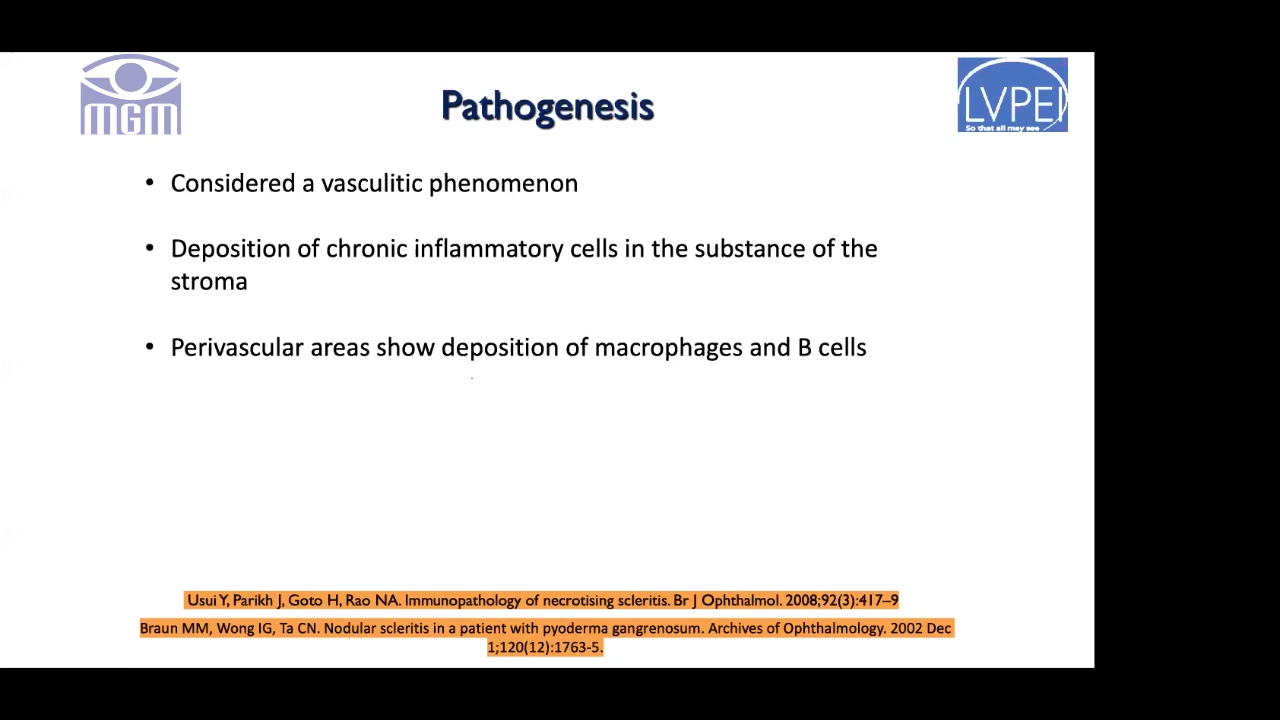 MGM
Pathogenesis
LVPEI
So that all may see
• Considered a vasculitic phenomenon
• Deposition of chronic inflammatory cells in the substance of the
stroma
• Perivascular areas show deposition of macrophages and B cells
Usui Y, Parikh J, Goto H, Rao NA. Immunopathology of necrotising scleritis. Br J Ophthalmol. 2008;92(3):417–9
Braun MM, Wong IG, Ta CN. Nodular scleritis in a patient with pyoderma gangrenosum. Archives of Ophthalmology. 2002 Dec
1;120(12):1763-5.